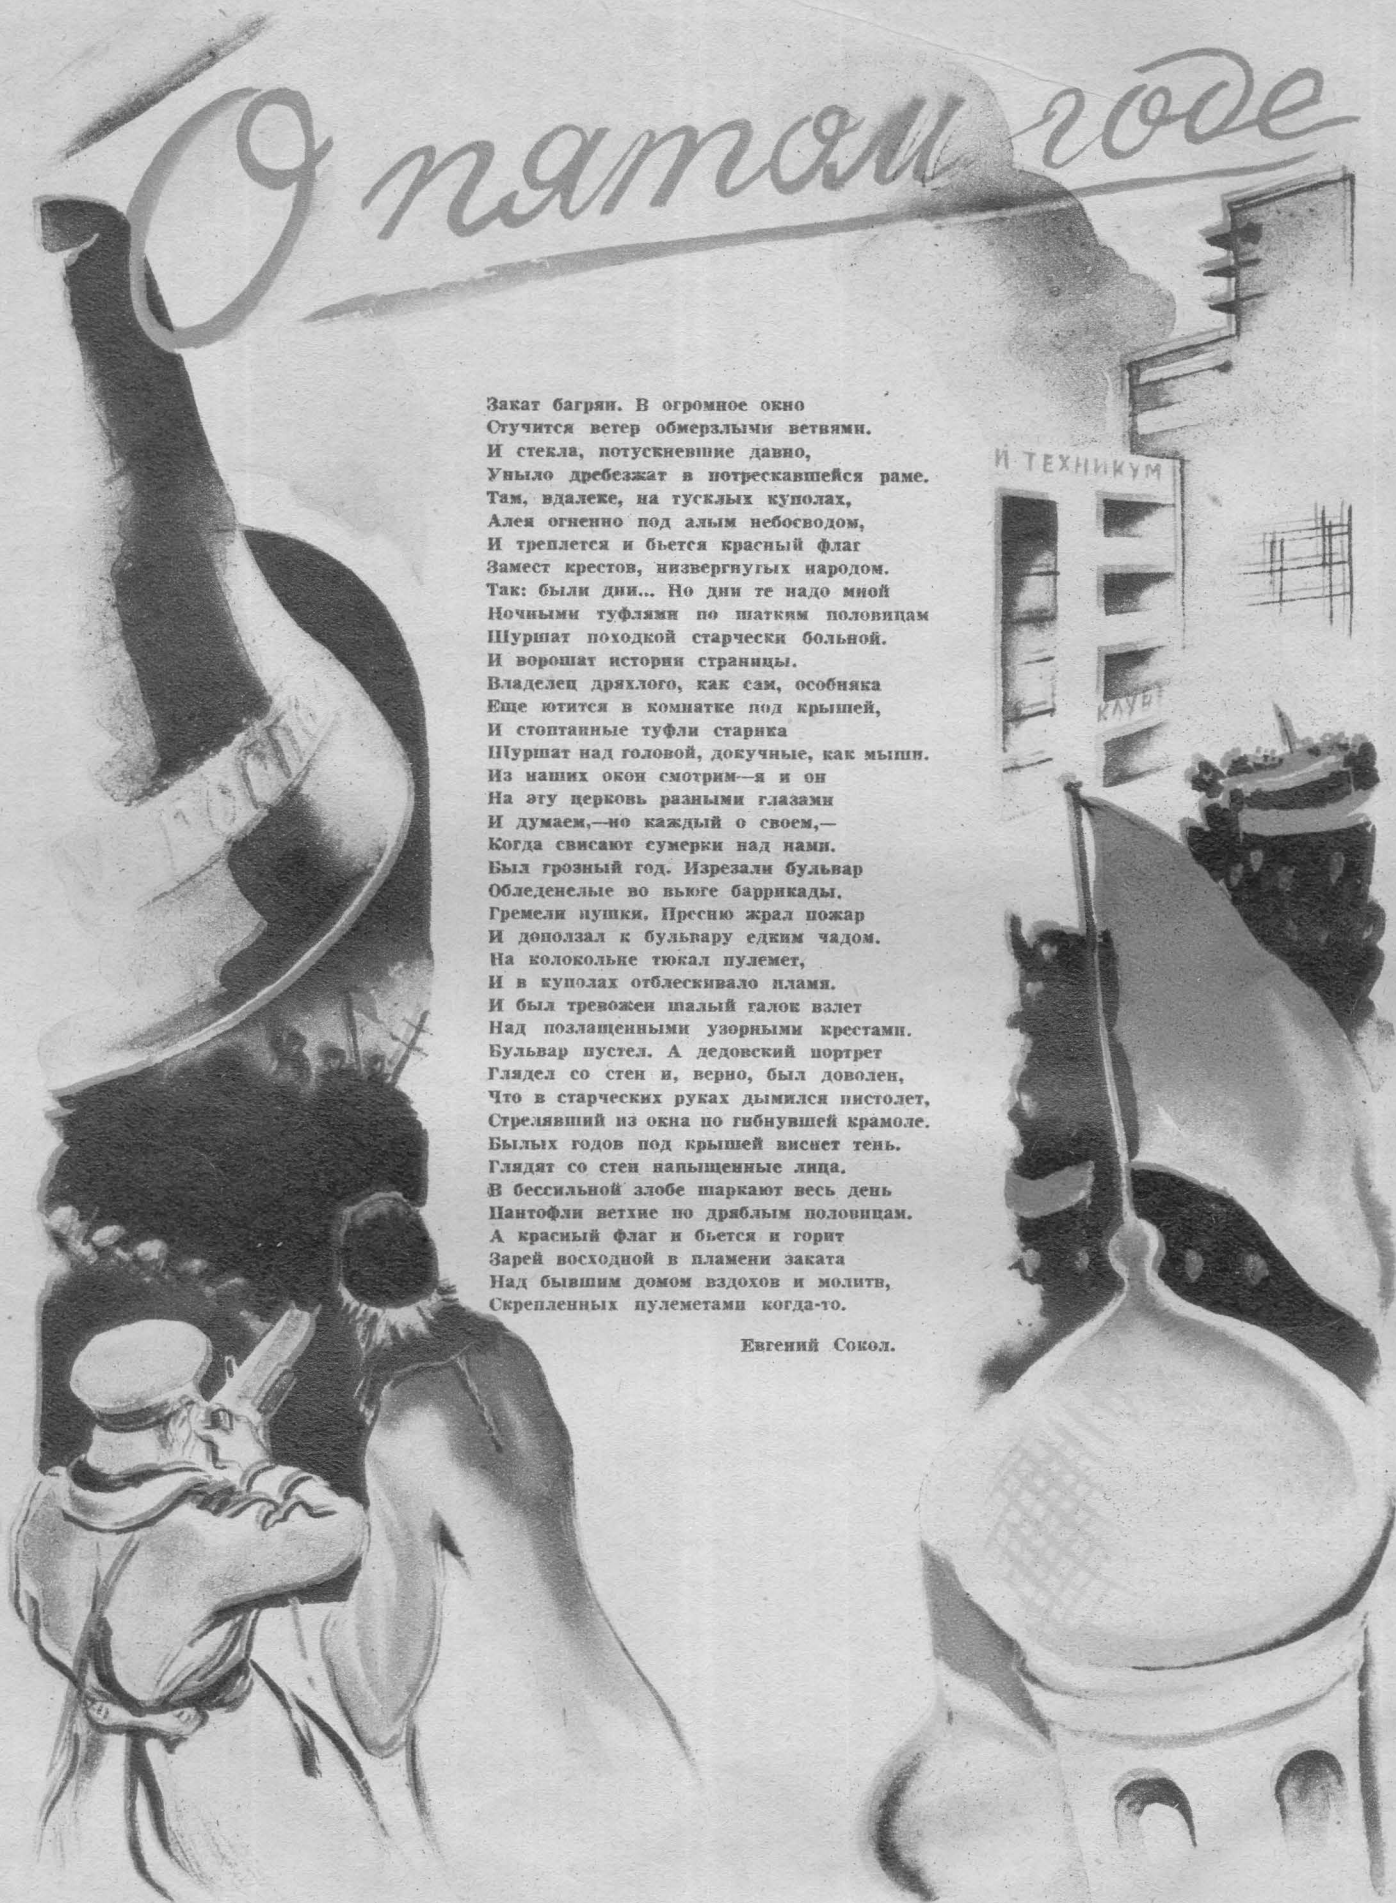 О пятом годе
Закат багрян. В огромное окно
Стучится ветер обмерзлыми ветвями.
И стекла, потускневшие давно,
Уныло дребезжат в потрескавшейся раме.
Там, вдалеке, на тусклых куполах,
Алея огненно под алым небосводом,
И треплется и бьется красный флаг
Замест крестов, низвергнутых народом.
Так: были дни... Но дни те надо мной
Ночными туфлями по шатким половицам
Шуршат походкой старчески больной.
И ворошат истории страницы.
Владелец дряхлого, как сам, особняка
Еще ютится в комнатке под крышей,
И стоптанные туфли старика
Шуршат над головой, докучные, как мыши.
Из наших окон смотрим—я и он
На эту церковь разными глазами
И думаем,—но каждый о своем,—
Когда свисают сумерки над нами.
Был грозный год. Изрезали бульвар
Обледенелые во вьюге баррикады.
Гремели пушки. Пресню жрал пожар
И доползал к бульвару едким чадом.
На колокольне тюкал пулемет,
И в куполах отблескивало пламя.
И был тревожен шалый галок взлет
Над позлащенными узорными крестами.
Бульвар пустел. А дедовский портрет
Глядел со стен и, верно, был доволен,
Что в старческих руках дымился пистолет,
Стрелявший из окна по гибнувшей крамоле.
Былых годов под крышей виснет тень.
Глядят со стен напыщенные лица.
В бессильной злобе шаркают весь день
Пантофли ветхие по дряблым половицам.
А красный флаг и бьется и горит
Зарей восходной в пламени заката
Над бывшим домом вздохов и молитв,
Скрепленных пулеметами когда-то.
Евгений Сокол.
Й ТЕХНИКУМ
КЛУБ